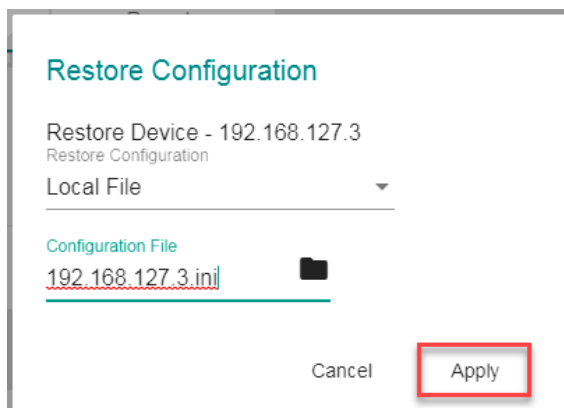 Restore Configuration
Restore Device - 192.168.127.3
Restore Configuration
Local File
Configuration File
192.168.127.3.ini
Cancel Apply